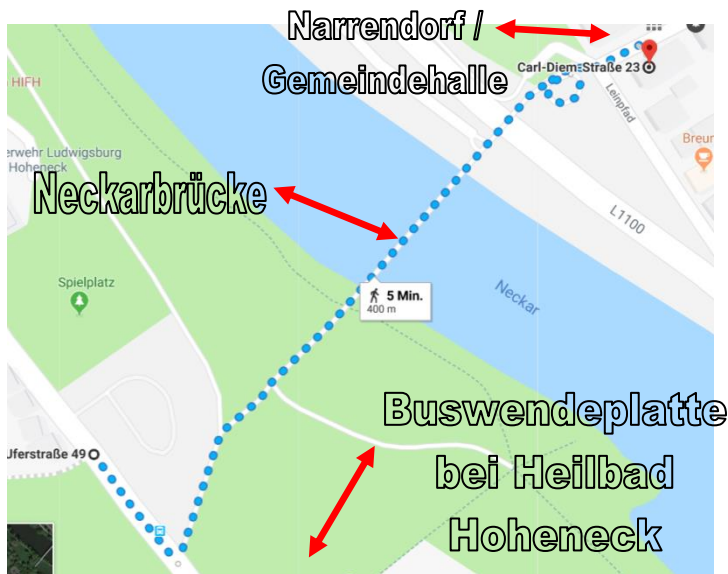 Narrendorf /
Gemeindehalle
Carl-Diem-Straße 23
HIFH
Leinpfad
Breun
erwehr Ludwigsburg
Hoheneck
Neckarbrücke
L1100
Spielplatz
5 Min.
400 m
Neckar
Buswendeplatte
bei Heilbad
Hoheneck
Uferstraße 49